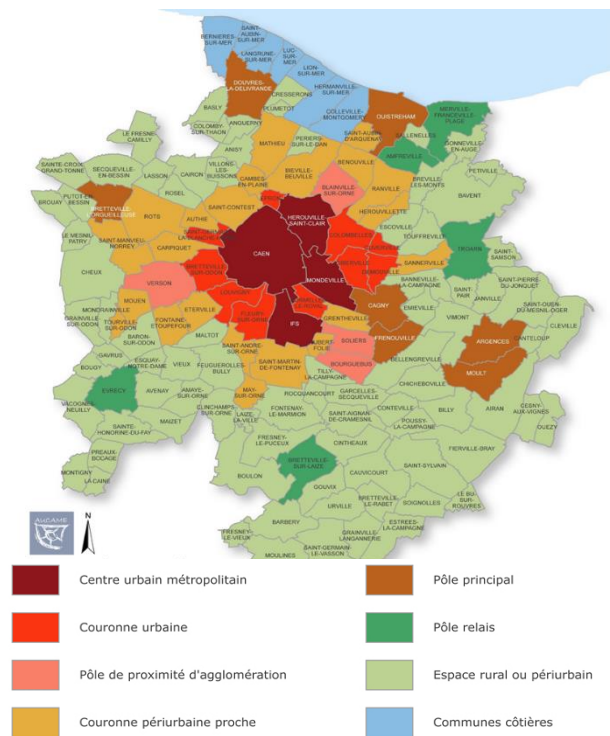 BERNIERES-
SUR-MER
SAINT-
AUBIN-
SUR-MER
LANGRUNE-
SUR-MER
LUC-
SUR-
MER
LION-
SUR-MER
HERMANVILLE-
SUR-MER
COLLEVILLE-
MONTGOMERY
DOUVRES-
LA-DELIVRANDE
CRESSERONS
PLUMETOT
OUISTREHAM
MERVILLE-
FRANCEVILLE-
PLAGE
SALLENELLES
AMFREVILLE
BONNEVILLE-
EN-AUGE
BASLY
COLOMBY-
SUR-THAON
ANGUERNY
ANISY
MATHIEU
PERIERS-
SUR-LE-DAN
SAINT-AUBIN-
D'ARQUENAY
BENOUVILLE
LE FRESNE-
CAMILLY
SAINTE-CROIX-
GRAND-TONNE
SECQUEVILLE-
EN-BESSIN
LASSON
CAIRON
VILLONS-
LES-
BUISSONS
CAMBES-
EN-PLAINE
BIEVILLE-
BEUVILLE
BLAINVILLE-
SUR-ORNE
RANVILLE
BREVILLE-
LES-MONTS
PETIVILLE
BAVENT
BROUAY
PUTOT-EN-
BESSIN
BRETTEVILLE-
L'ORGUEILLEUSE
ROTS
ROSEL
AUTHIE
SAINT-CONTEST
EPRON
HEROUVILLE-
SAINT-CLAIR
HEROUVILLETTE
ESCOVILLE
TOUFFREVILLE
LE MESNIL-
PATRY
SAINT-MANVIEU-
NORREY
CARPIQUET
CAEN
COLOMBELLES
CUVERVILLE
GIBERVILLE
DEMOUVILLE
SANNERVILLE
TROARN
SAINT-
SAMSON
CHEUX
VERSON
BRETTEVILLE-
SUR-ODON
MONDEVILLE
BANNEVILLE-
LA-CAMPAGNE
SAINT-
PAIR
JANVILLE
SAINT-PIERRE-
DU-JONQUET
SAINT-OUEN-
DU-MESNIL-OGER
MONDRAINVILLE
MOUEN
GRAINVILLE-
SUR-ODON
TOURVILLE-
SUR-ODON
BARON-
SUR-ODON
FONTAINE-
ETOUPEFOUR
ETERVILLE
MALTOT
LOUVIGNY
FLEURY-
SUR-ORNE
IFS
CORMELLES-
LE-ROYAL
GRENTHEVILLE
CAGNY
EMIEVILLE
VIMONT
CLEVILLE
CANTELOUP
ARGENCES
GAVRUS
BOUGY
ESQUAY-
NOTRE-DAME
VIEUX
FEUGUEROLLES-
BULLY
SAINT-ANDRE-
SUR-ORNE
SAINT-MARTIN-
DE-FONTENAY
HUBERT-
FOLIE
SOLIERS
BOURGUEBUS
FRENOUVILLE
BELLENGREVILLE
MOULT
EVRECY
VACOGNES-
NEUILLY
AVENAY
AMAYE-
SUR-ORNE
MAIZET
SAINTE-
HONORINE-DU-FAY
CLINCHAMPS-
SUR-ORNE
LAIZE-
LA-VILLE
MAY-
SUR-ORNE
ROCQUANCOURT
TILLY-
LA-CAMPAGNE
GARCELLES-
SECQUEVILLE
CHICHEBOVILLE
AIRAN
CESNY-
AUX-VIGNES
OUEZY
PREAUX-
BOCAGE
MONTIGNY
LA CAINE
FONTENAY-
LE-MARMION
SAINT-AIGNAN-
DE-CRAMESNIL
CONTEVILLE
POUSSY-
LA-CAMPAGNE
BILLY
FIERVILLE-BRAY
FRESNEY-
LE-PUCEUX
CINTHEAUX
BRETTEVILLE-
SUR-LAIZE
CAUVICOURT
SAINT-SYLVAIN
BOULON
GOUVIX
URVILLE
BRETTEVILLE-
LE-RABET
SOIGNOLLES
LE BU-
SUR-
ROUVRES
BARBERY
GRAINVILLE-
LANGANNERIE
ESTREES-
LA-CAMPAGNE
FRESNEY-
LE-VIEUX
MOULINES
SAINT-GERMAIN-
LE-VASSON
AUCAME
N
Centre urbain métropolitain
Pôle principal
Couronne urbaine
Pôle relais
Pôle de proximité d'agglomération
Espace rural ou périurbain
Couronne périurbaine proche
Communes côtières